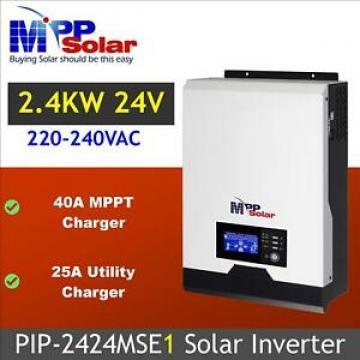 MPP
Solar
Buying Solar should be this easy
2.4KW 24V
220-240VAC
40A MPPT
Charger
25A Utility
Charger
MPP
Solar
PIP-2424MSE1 Solar Inverter